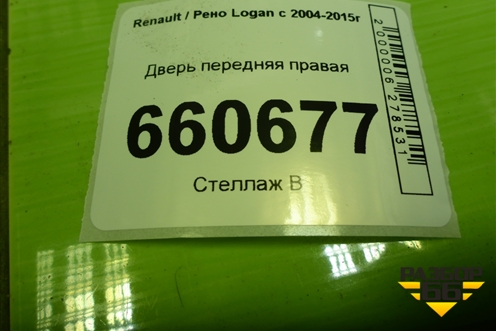 Renault / Рено Logan с 2004-2015г
Дверь передняя правая
660677
Стеллаж В
2000006278531
РАЗБОР
66